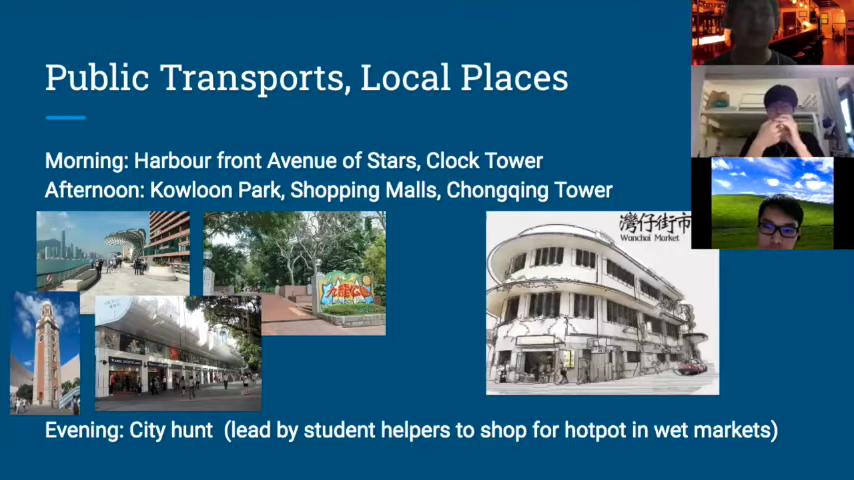 Public Transports, Local Places
Morning: Harbour front Avenue of Stars, Clock Tower
Afternoon: Kowloon Park, Shopping Malls, Chongqing Tower
灣仔街市
Wanchai Market
Evening: City hunt (lead by student helpers to shop for hotpot in wet markets)